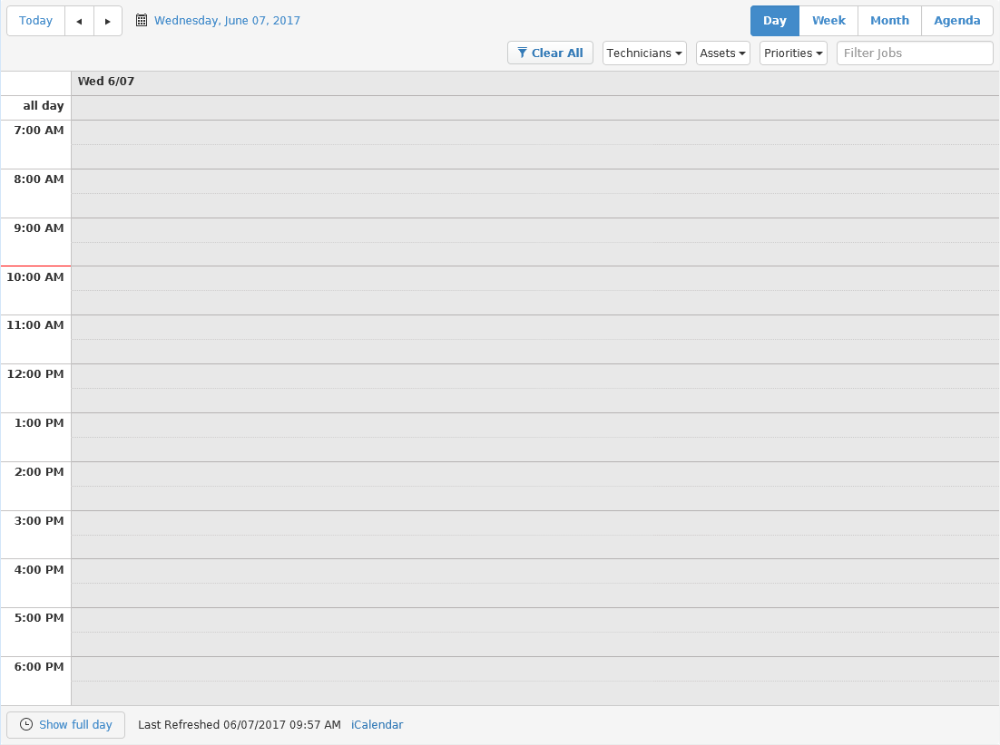 Today ◄ ► Wednesday, June 07, 2017 Day Week Month Agenda
Clear All Technicians Assets Priorities Filter Jobs
Wed 6/07
all day
7:00 AM
8:00 AM
9:00 AM
10:00 AM
11:00 AM
12:00 PM
1:00 PM
2:00 PM
3:00 PM
4:00 PM
5:00 PM
6:00 PM
Show full day Last Refreshed 06/07/2017 09:57 AM iCalendar